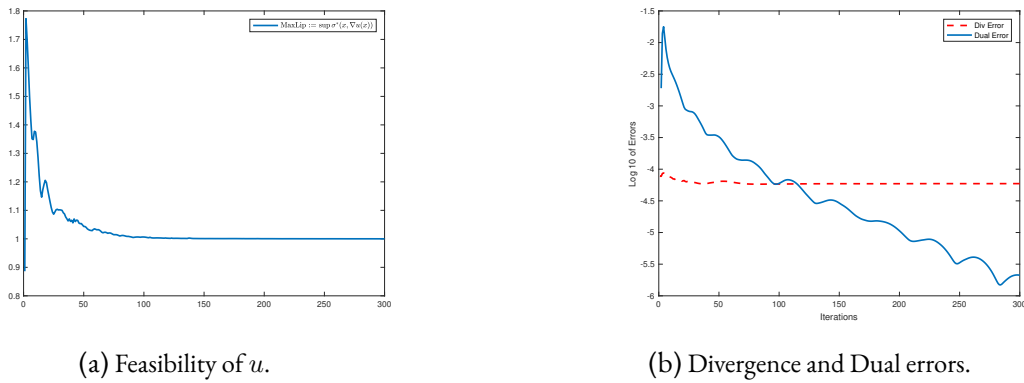 1.8
1.7
1.6
1.5
1.4
1.3
1.2
1.1
1
0.9
0.8
0 50 100 150 200 250 300
MaxLip := sup σ*(x, ∇u(x))
(a) Feasibility of u.
-1.5
-2
-2.5
-3
-3.5
-4
-4.5
-5
-5.5
-6
Log 10 of Errors
Div Error
Dual Error
0 50 100 150 200 250 300
Iterations
(b) Divergence and Dual errors.